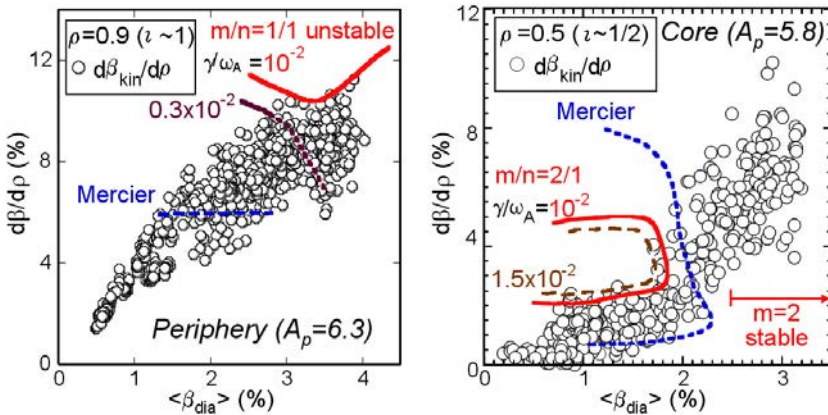 ρ=0.9 (ι~1)
dβkin/dρ
m/n=1/1 unstable
γ/ωA=10-2
0.3x10-2
Mercier
Periphery (Ap=6.3)
dβ/dρ (%)
12
8
4
0
0 1 2 3 4
<βdia> (%)
ρ=0.5 (ι~1/2)
dβkin/dρ
Core (Ap=5.8)
Mercier
m/n=2/1
γ/ωA=10-2
1.5x10-2
m=2
stable
dβ/dρ (%)
12
8
4
0
0 1 2 3
<βdia> (%)